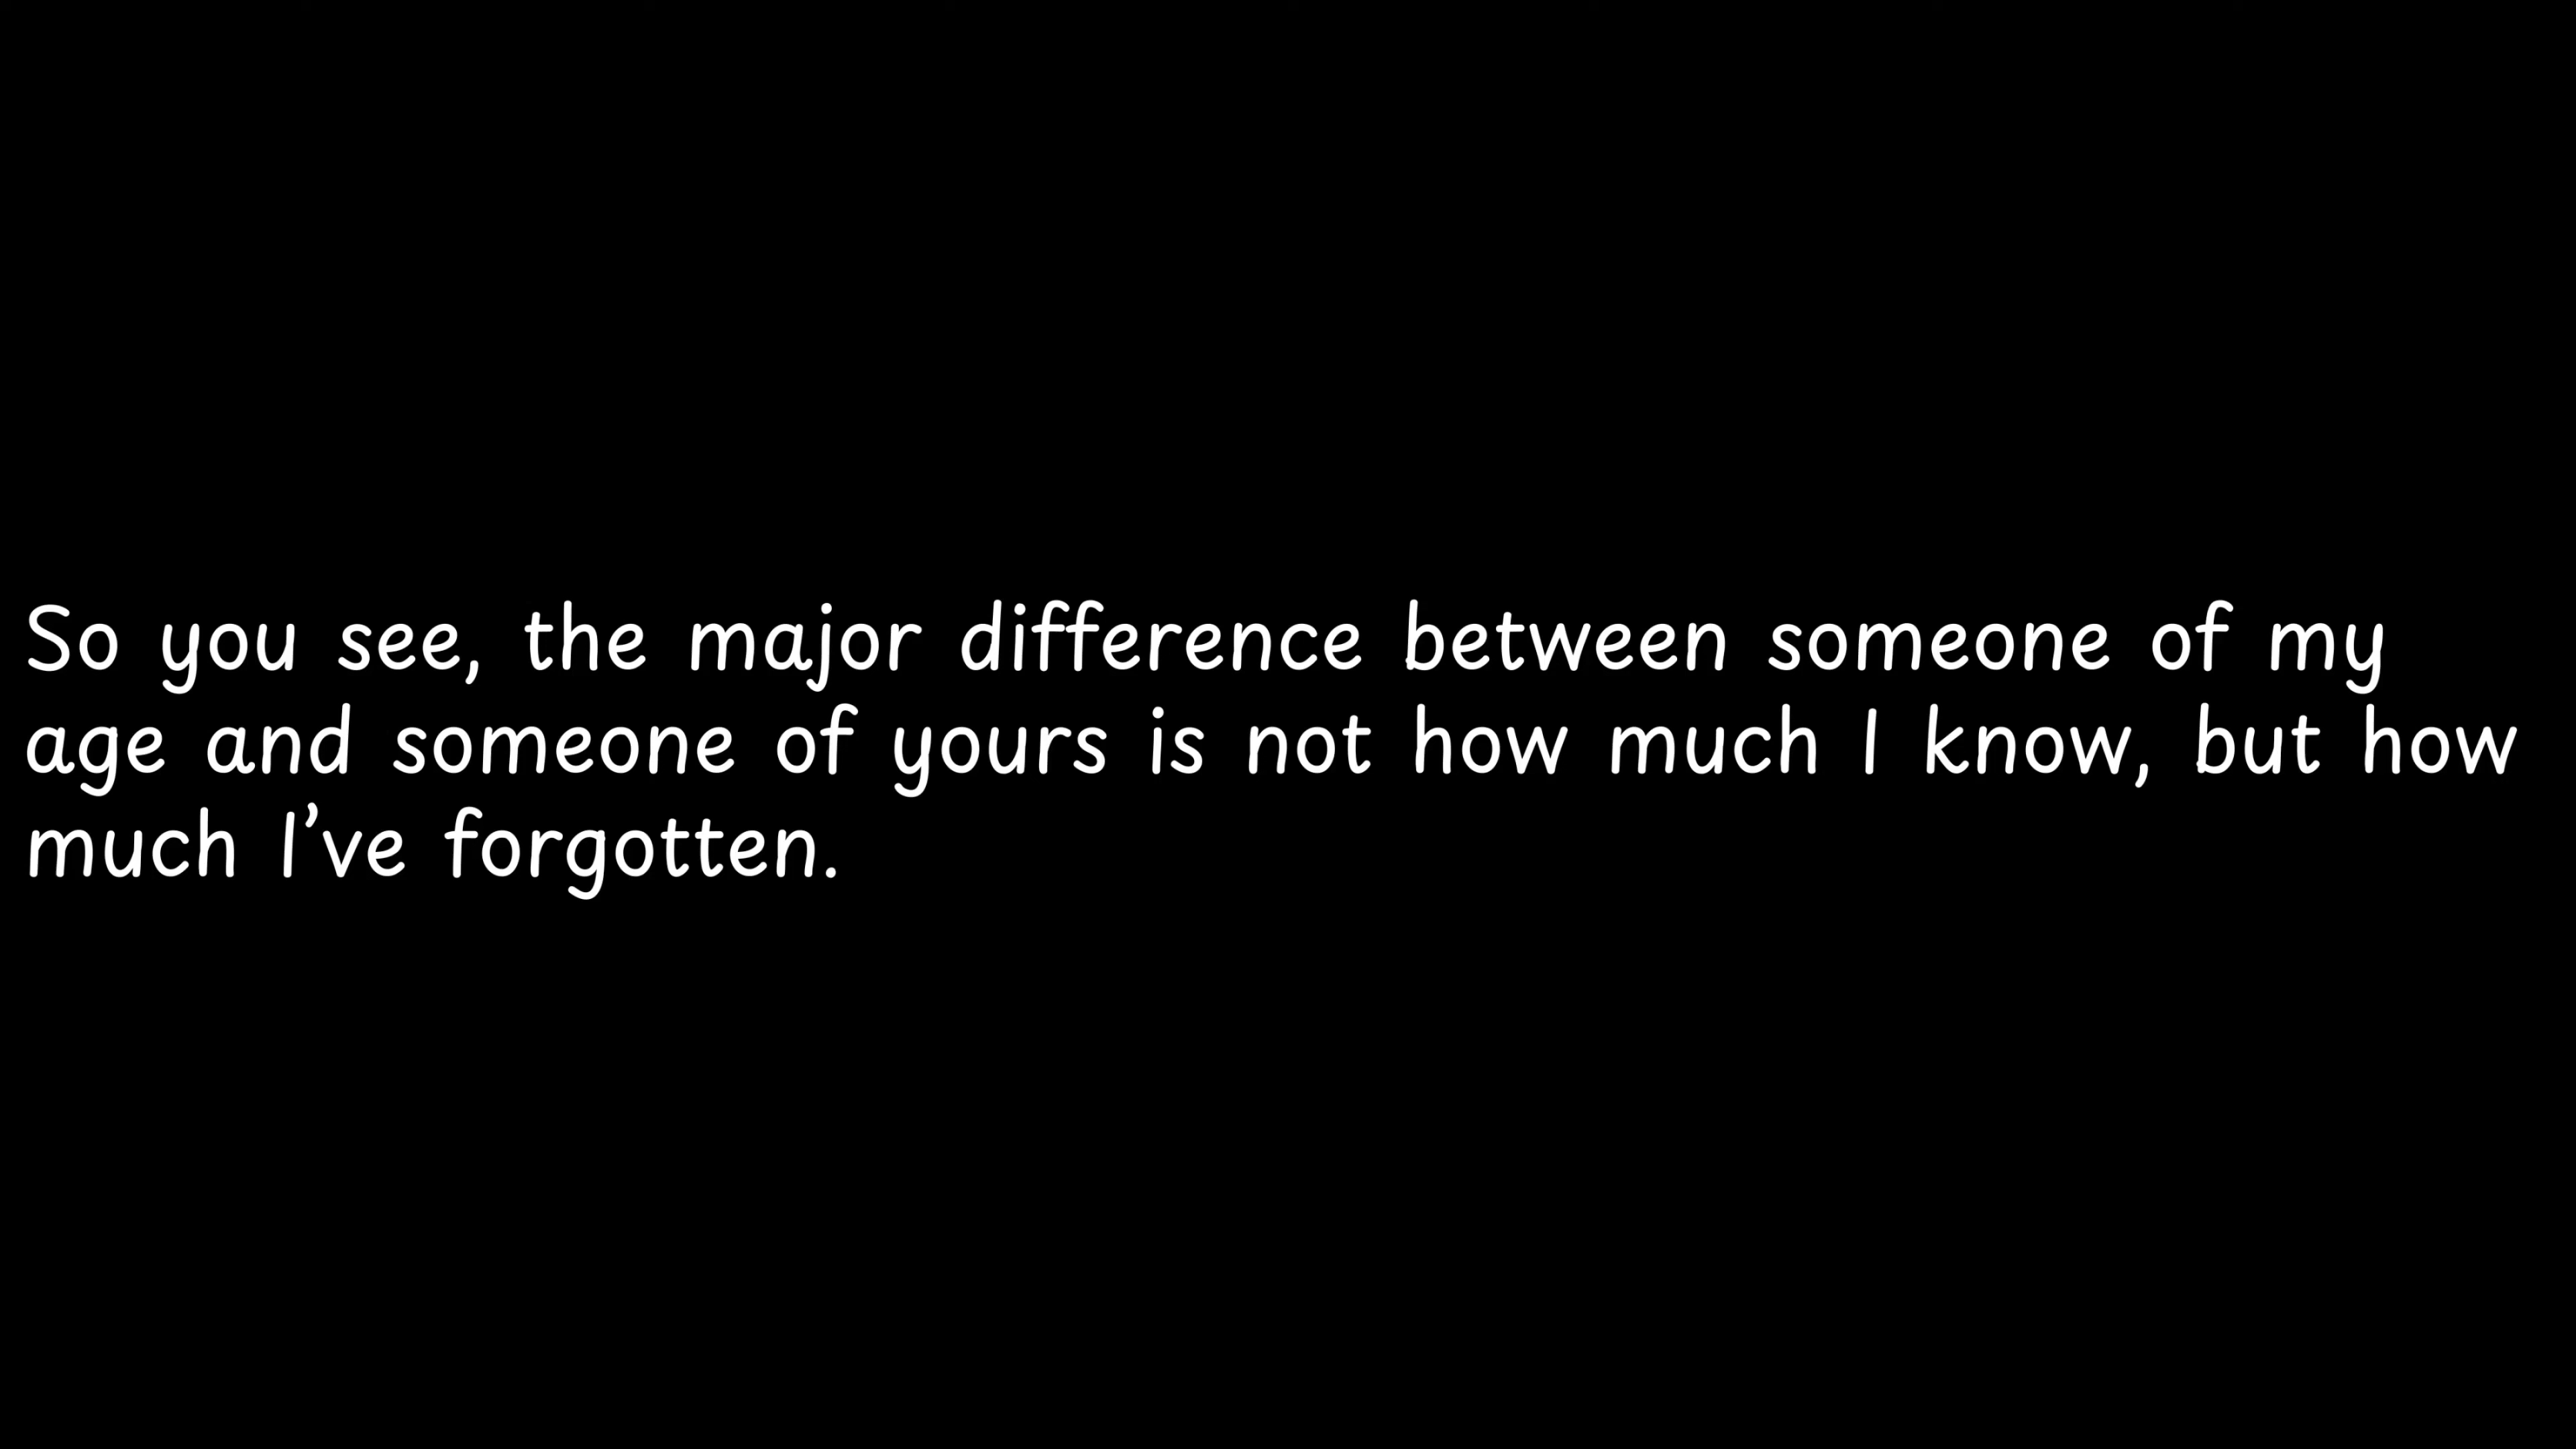 So you see, the major difference between someone of my
age and someone of yours is not how much I know, but how
much I’ve forgotten.